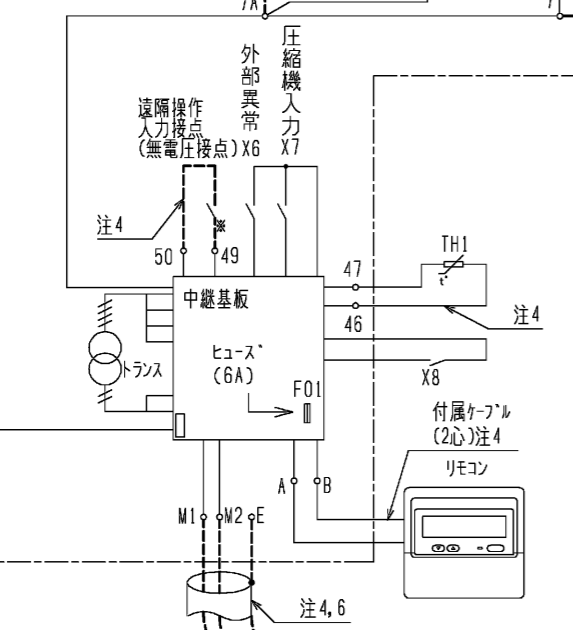 7A
外部異常
X6
圧縮機入力
X7
遠隔操作
入力接点
(無電圧接点)
※
注4
50
49
中継基板
ヒューズ
(6A)
F01
トランス
47
46
TH1
t°
注4
X8
付属ケーブル
(2心)注4
リモコン
A
B
M1
M2
E
注4,6